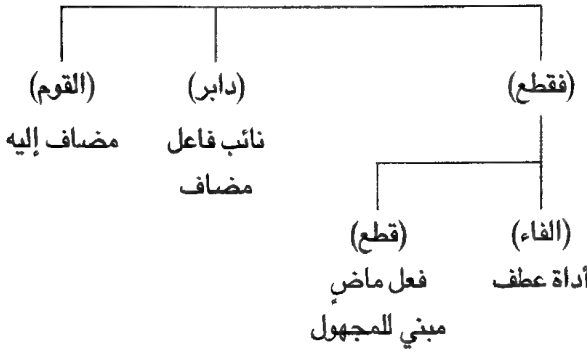 (فقطع) (دابر) (القوم)
نائب فاعل مضاف إليه
مضاف
(الفاء) (قطع)
أداة عطف فعل ماضٍ
مبني للمجهول